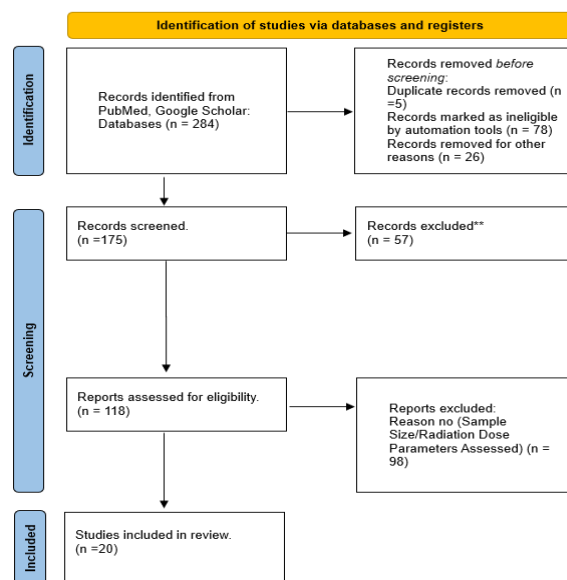 Identification of studies via databases and registers
Identification
Records identified from
PubMed, Google Scholar:
Databases (n = 284)
Records removed before
screening:
Duplicate records removed (n
=5)
Records marked as ineligible
by automation tools (n = 78)
Records removed for other
reasons (n = 26)
Screening
Records screened.
(n =175)
Records excluded**
(n = 57)
Reports assessed for eligibility.
(n = 118)
Reports excluded:
Reason no (Sample
Size/Radiation Dose
Parameters Assessed) (n =
98)
Included
Studies included in review.
(n =20)